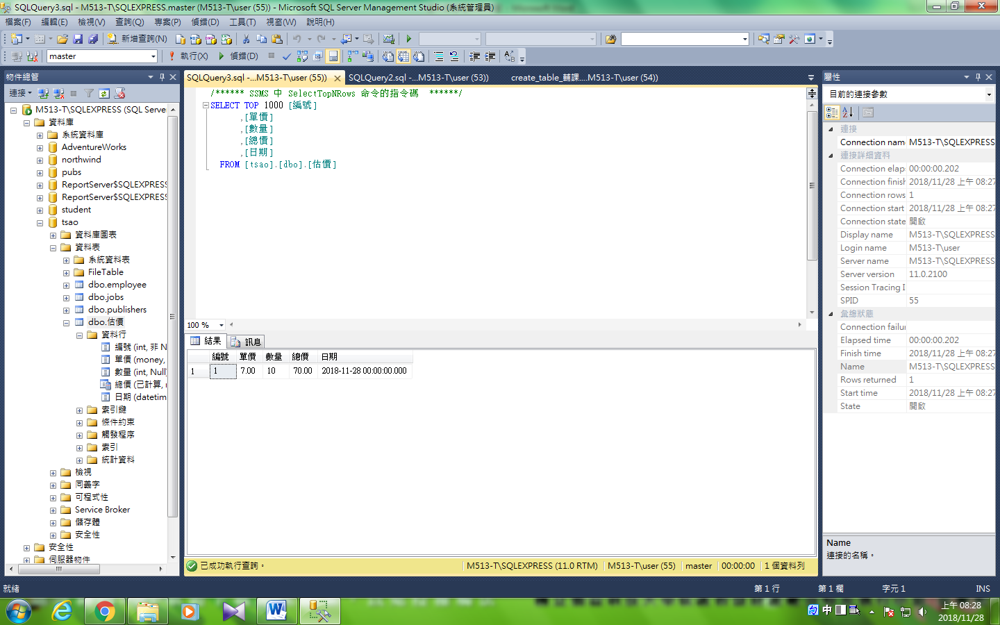 SQLQuery3.sql - M513-T\SQLEXPRESS.master (M513-T\user (55)) - Microsoft SQL Server Management Studio (系統管理員)
檔案(F) 編輯(E) 檢視(V) 查詢(Q) 專案(P) 偵錯(D) 工具(T) 視窗(W) 說明(H)
新增查詢(N)
master 執行(X) 偵錯(D)
物件總管
連接
M513-T\SQLEXPRESS (SQL Serve
資料庫
系統資料庫
AdventureWorks
northwind
pubs
ReportServer$SQLEXPRESS
ReportServer$SQLEXPRESS
student
tsao
資料庫圖表
資料表
系統資料表
FileTable
dbo.employee
dbo.jobs
dbo.publishers
dbo.估價
資料行
編號 (int, 非 N
單價 (money,
數量 (int, Null)
總價 (已計算,
日期 (datetim
索引鍵
條件約束
觸發程序
索引
統計資料
檢視
同義字
可程式性
Service Broker
儲存體
安全性
安全性
伺服器物件
SQLQuery3.sql -...M513-T\user (55)) SQLQuery2.sql -...M513-T\user (53)) create_table_輔課....M513-T\user (54))
/****** SSMS 中 SelectTopNRows 命令的指令碼 ******/
SELECT TOP 1000 [編號]
,[單價]
,[數量]
,[總價]
,[日期]
FROM [tsao].[dbo].[估價]
100 %
結果 訊息
編號 單價 數量 總價 日期
1 1 7.00 10 70.00 2018-11-28 00:00:00.000
已成功執行查詢。 M513-T\SQLEXPRESS (11.0 RTM) M513-T\user (55) master 00:00:00 1 個資料列
屬性
目前的連接參數
連接
Connection nam M513-T\SQLEXPRESS
連接詳細資料
Connection elap 00:00:00.202
Connection finish 2018/11/28 上午 08:27
Connection rows 1
Connection start 2018/11/28 上午 08:27
Connection state 開啟
Display name M513-T\SQLEXPRESS
Login name M513-T\user
Server name M513-T\SQLEXPRESS
Server version 11.0.2100
Session Tracing I
SPID 55
彙總狀態
Connection failur
Elapsed time 00:00:00.202
Finish time 2018/11/28 上午 08:27
Name M513-T\SQLEXPRESS
Rows returned 1
Start time 2018/11/28 上午 08:27
State 開啟
Name
連接的名稱。
就緒 第 1 行 第 1 欄 字元 1 INS
中
上午 08:28
2018/11/28